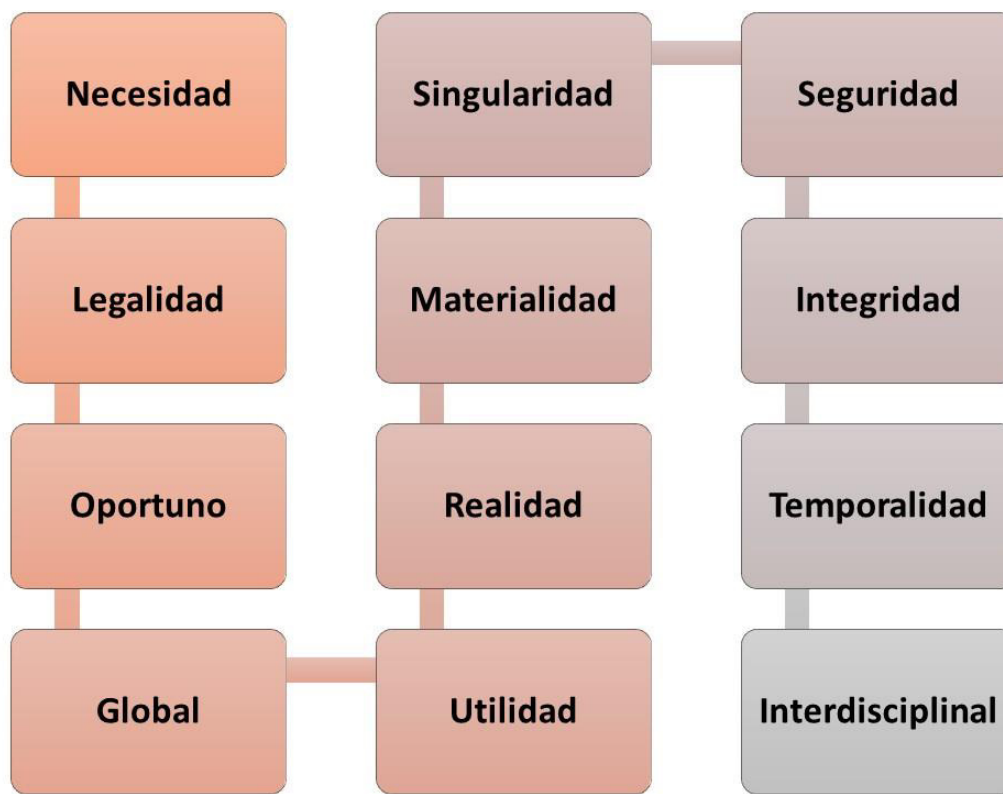 Necesidad
Legalidad
Oportuno
Global
Utilidad
Realidad
Materialidad
Singularidad
Seguridad
Integridad
Temporalidad
Interdisciplinal